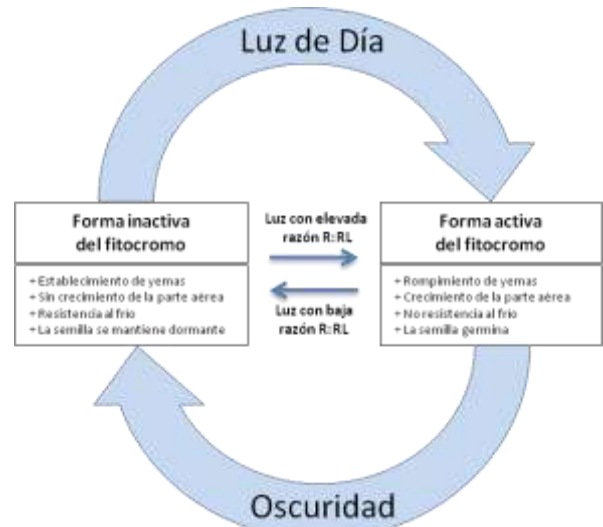 Luz de Día
Forma inactiva
del fitocromo
+ Establecimiento de yemas
+ Sin crecimiento de la parte aérea
+ Resistencia al frio
+ La semilla se mantiene dormante
Luz con elevada
razón R:RL
Luz con baja
razón R:RL
Forma activa
del fitocromo
+ Rompimiento de yemas
+ Crecimiento de la parte aérea
+ No resistencia al frio
+ La semilla germina
Oscuridad